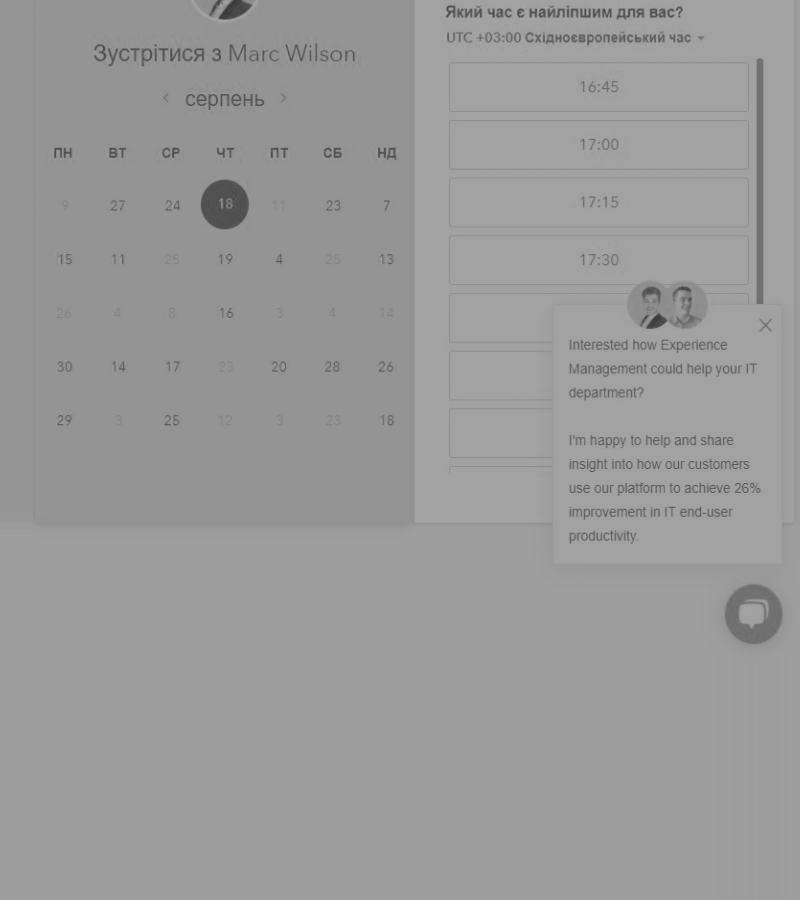 Зустрітися з Marc Wilson
серпень
ПН ВТ СР ЧТ ПТ СБ НД
9 27 24 18 11 23 7
15 11 25 19 4 25 13
26 4 8 16 3 4 14
30 14 17 23 20 28 26
29 3 25 12 3 23 18
Який час є найліпшим для вас?
UTC +03:00 Східноєвропейський час
16:45
17:00
17:15
17:30
Interested how Experience
Management could help your IT
department?
I'm happy to help and share
insight into how our customers
use our platform to achieve 26%
improvement in IT end-user
productivity.